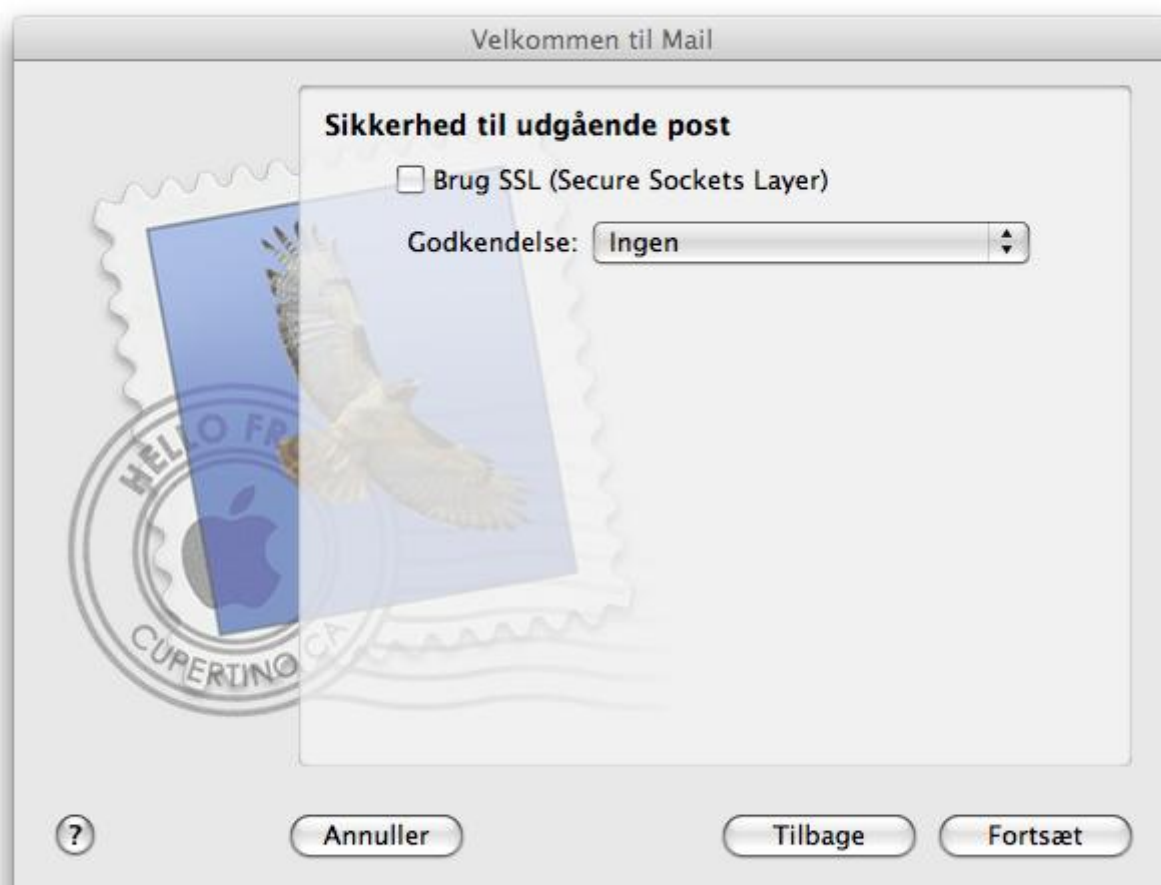 Velkommen til Mail
Sikkerhed til udgående post
Brug SSL (Secure Sockets Layer)
Godkendelse: Ingen
HELLO FR
CUPERTINO CA
? Annuller Tilbage Fortsæt